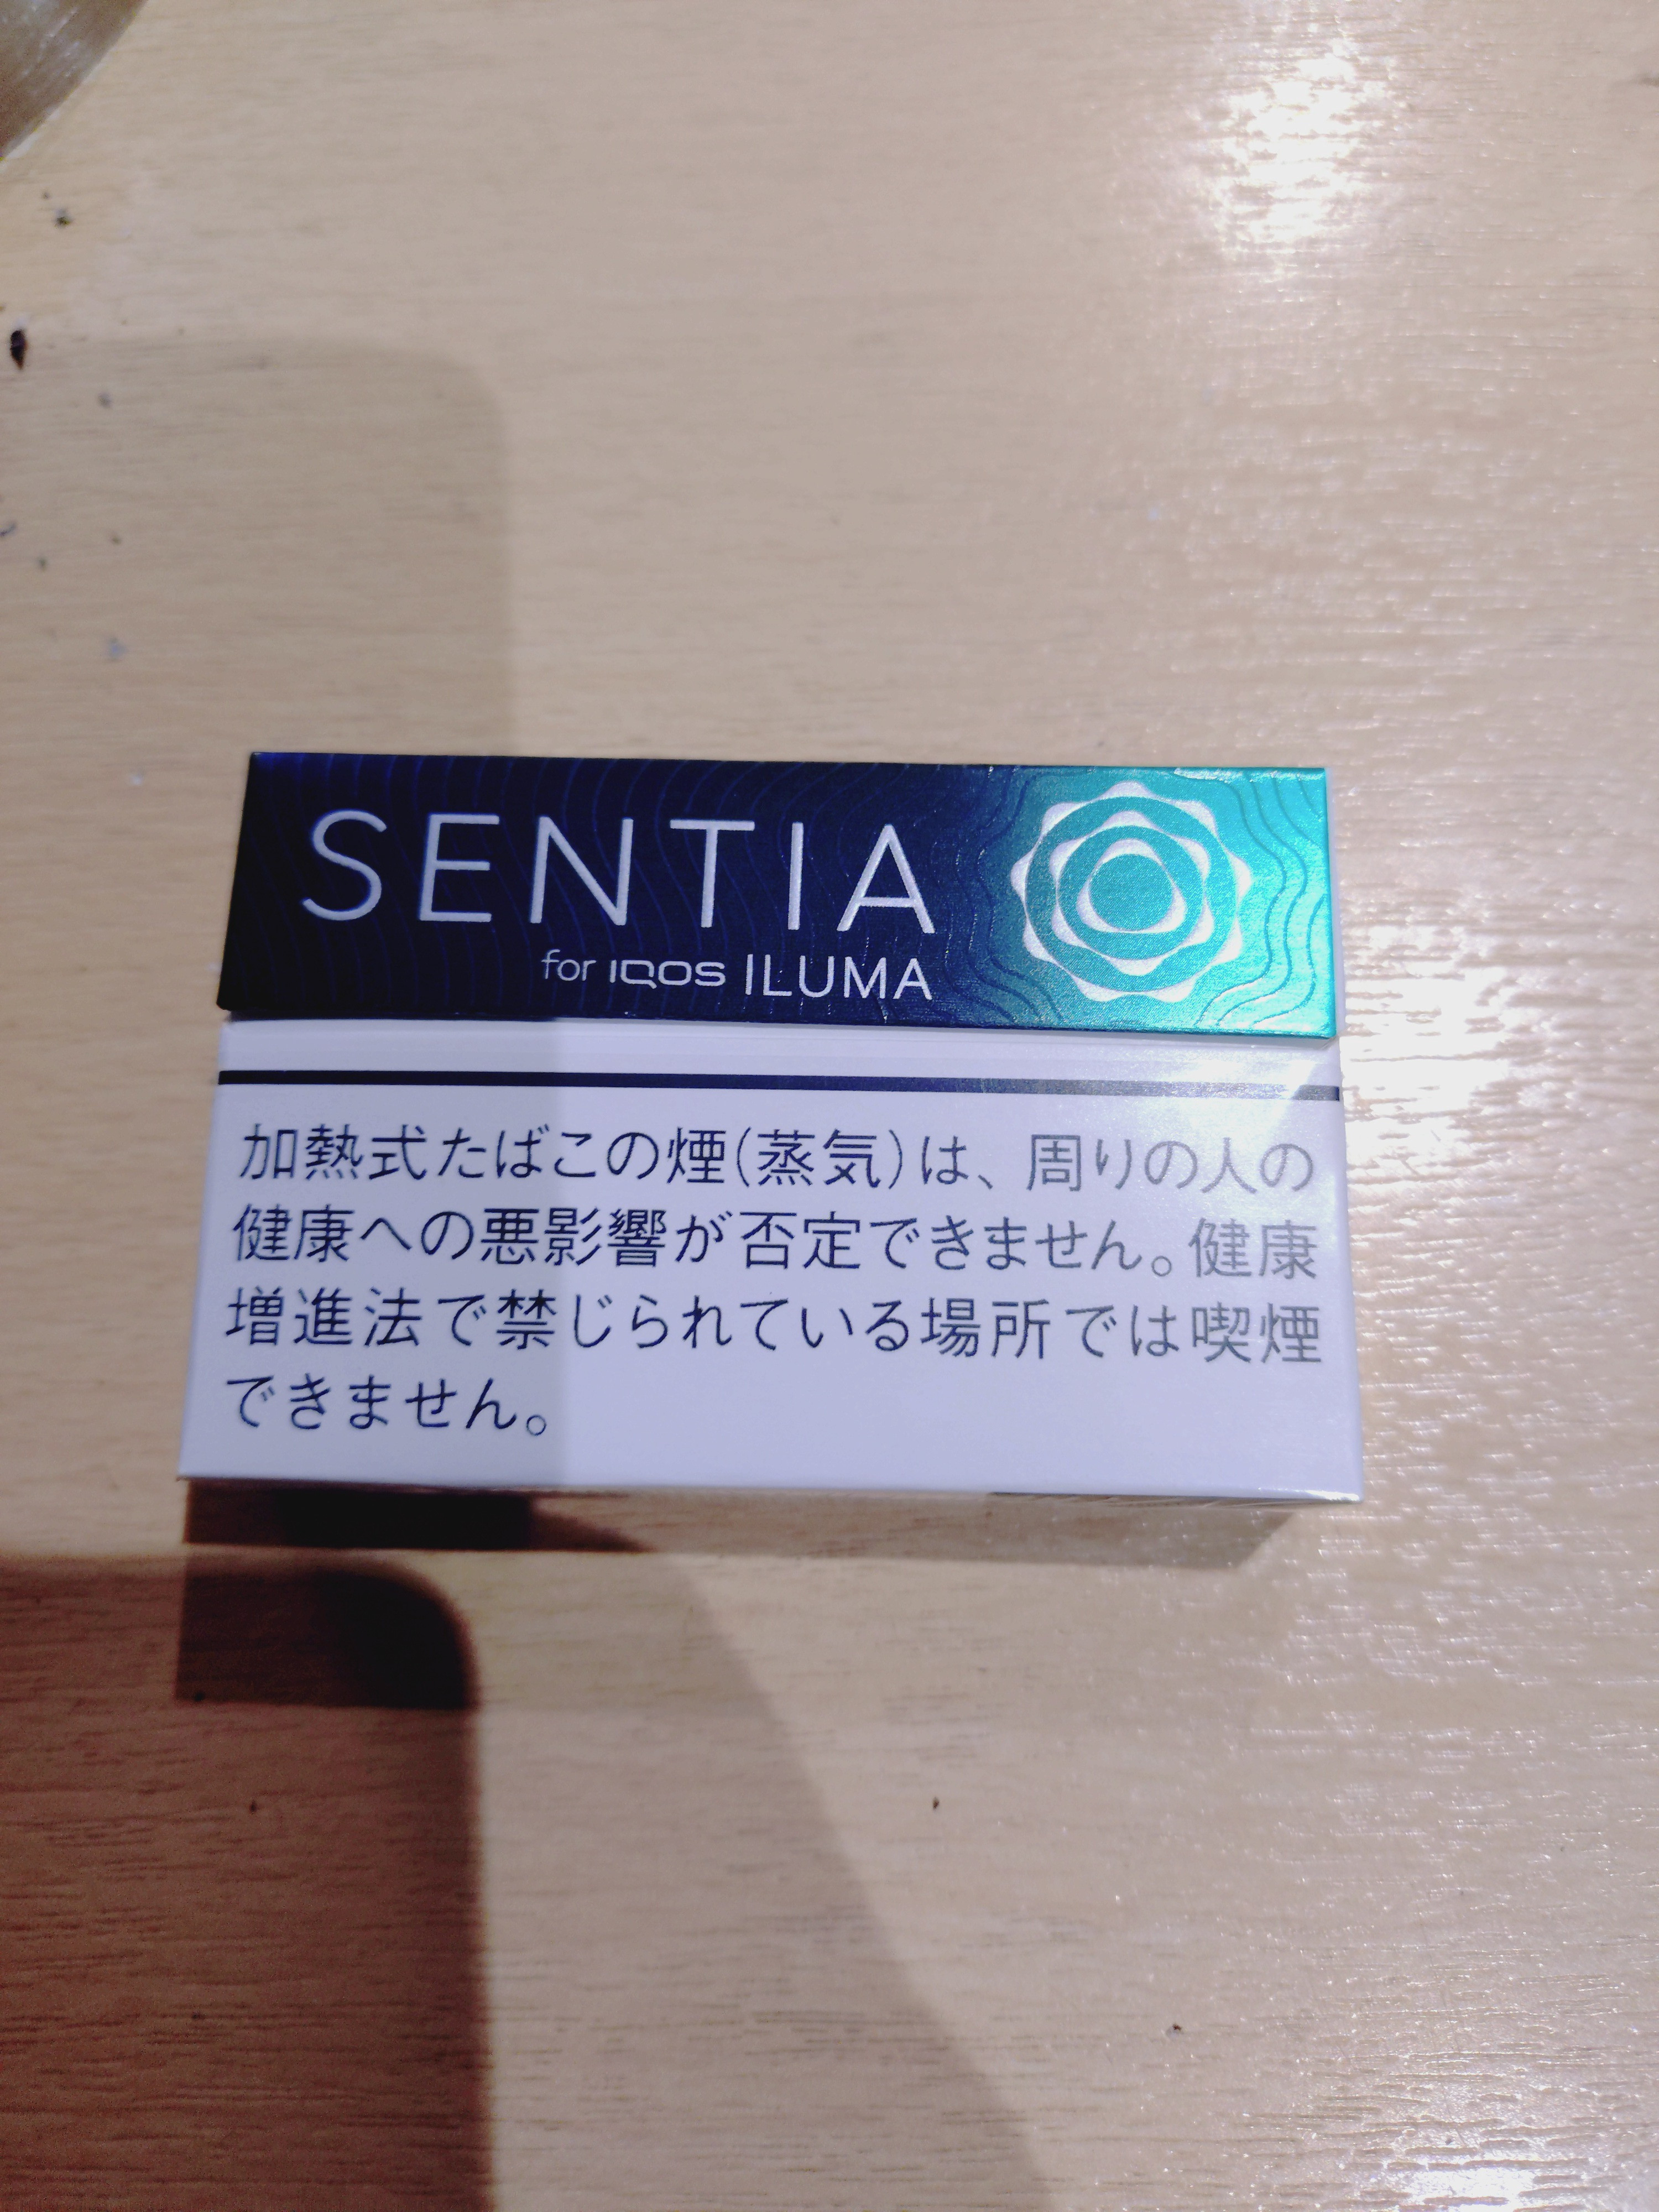 SENTIA
for IQOS ILUMA
加熱式たばこの煙(蒸気)は、周りの人の
健康への悪影響が否定できません。健康
増進法で禁じられている場所では喫煙
できません。